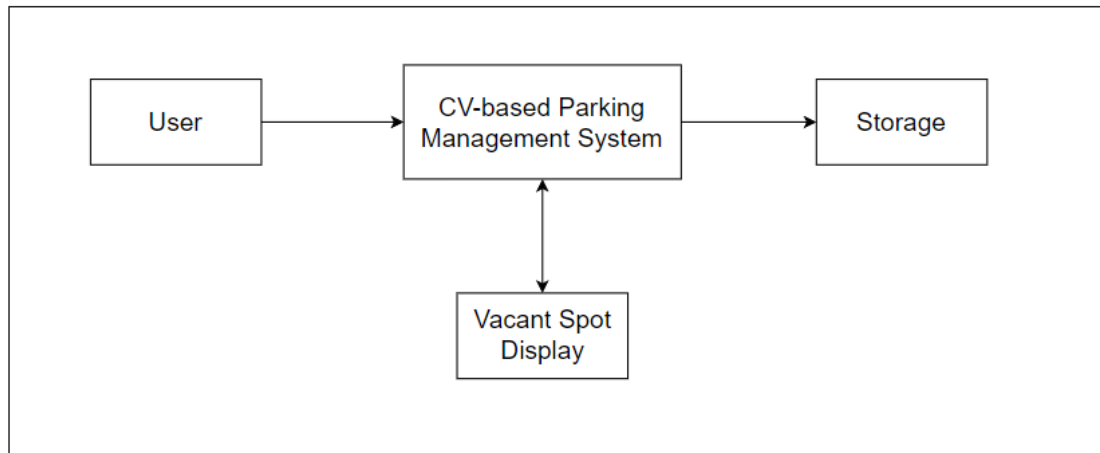 User
CV-based Parking
Management System
Storage
Vacant Spot
Display